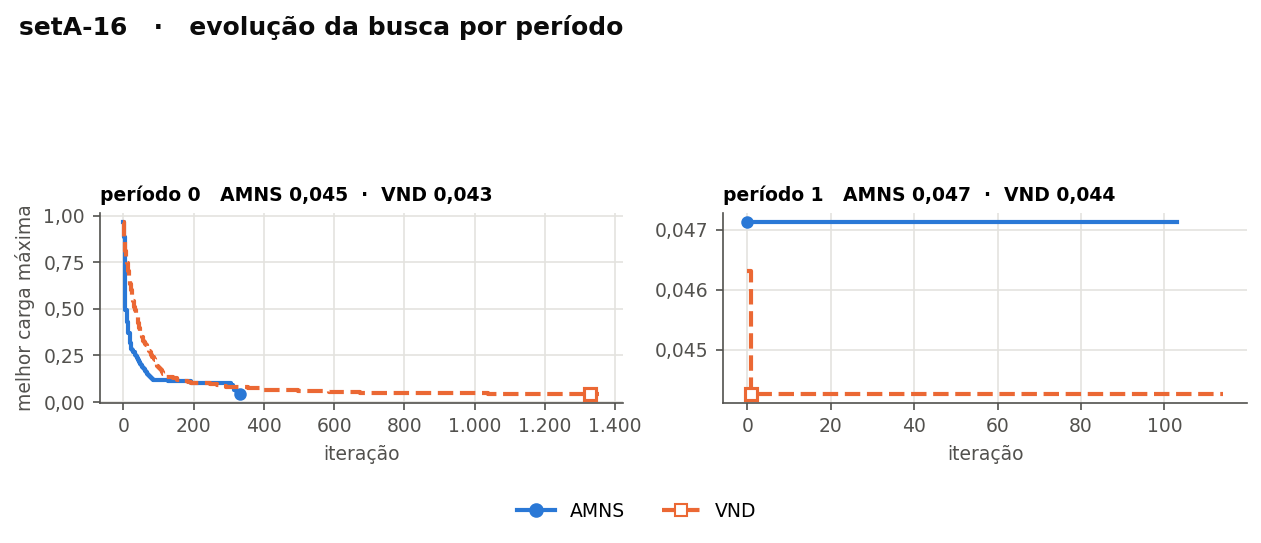 setA-16 · evolução da busca por período
período 0 AMNS 0,045 · VND 0,043
melhor carga máxima
1,00
0,75
0,50
0,25
0,00
0 200 400 600 800 1.000 1.200 1.400
iteração
período 1 AMNS 0,047 · VND 0,044
0,047
0,046
0,045
0 20 40 60 80 100
iteração
AMNS VND